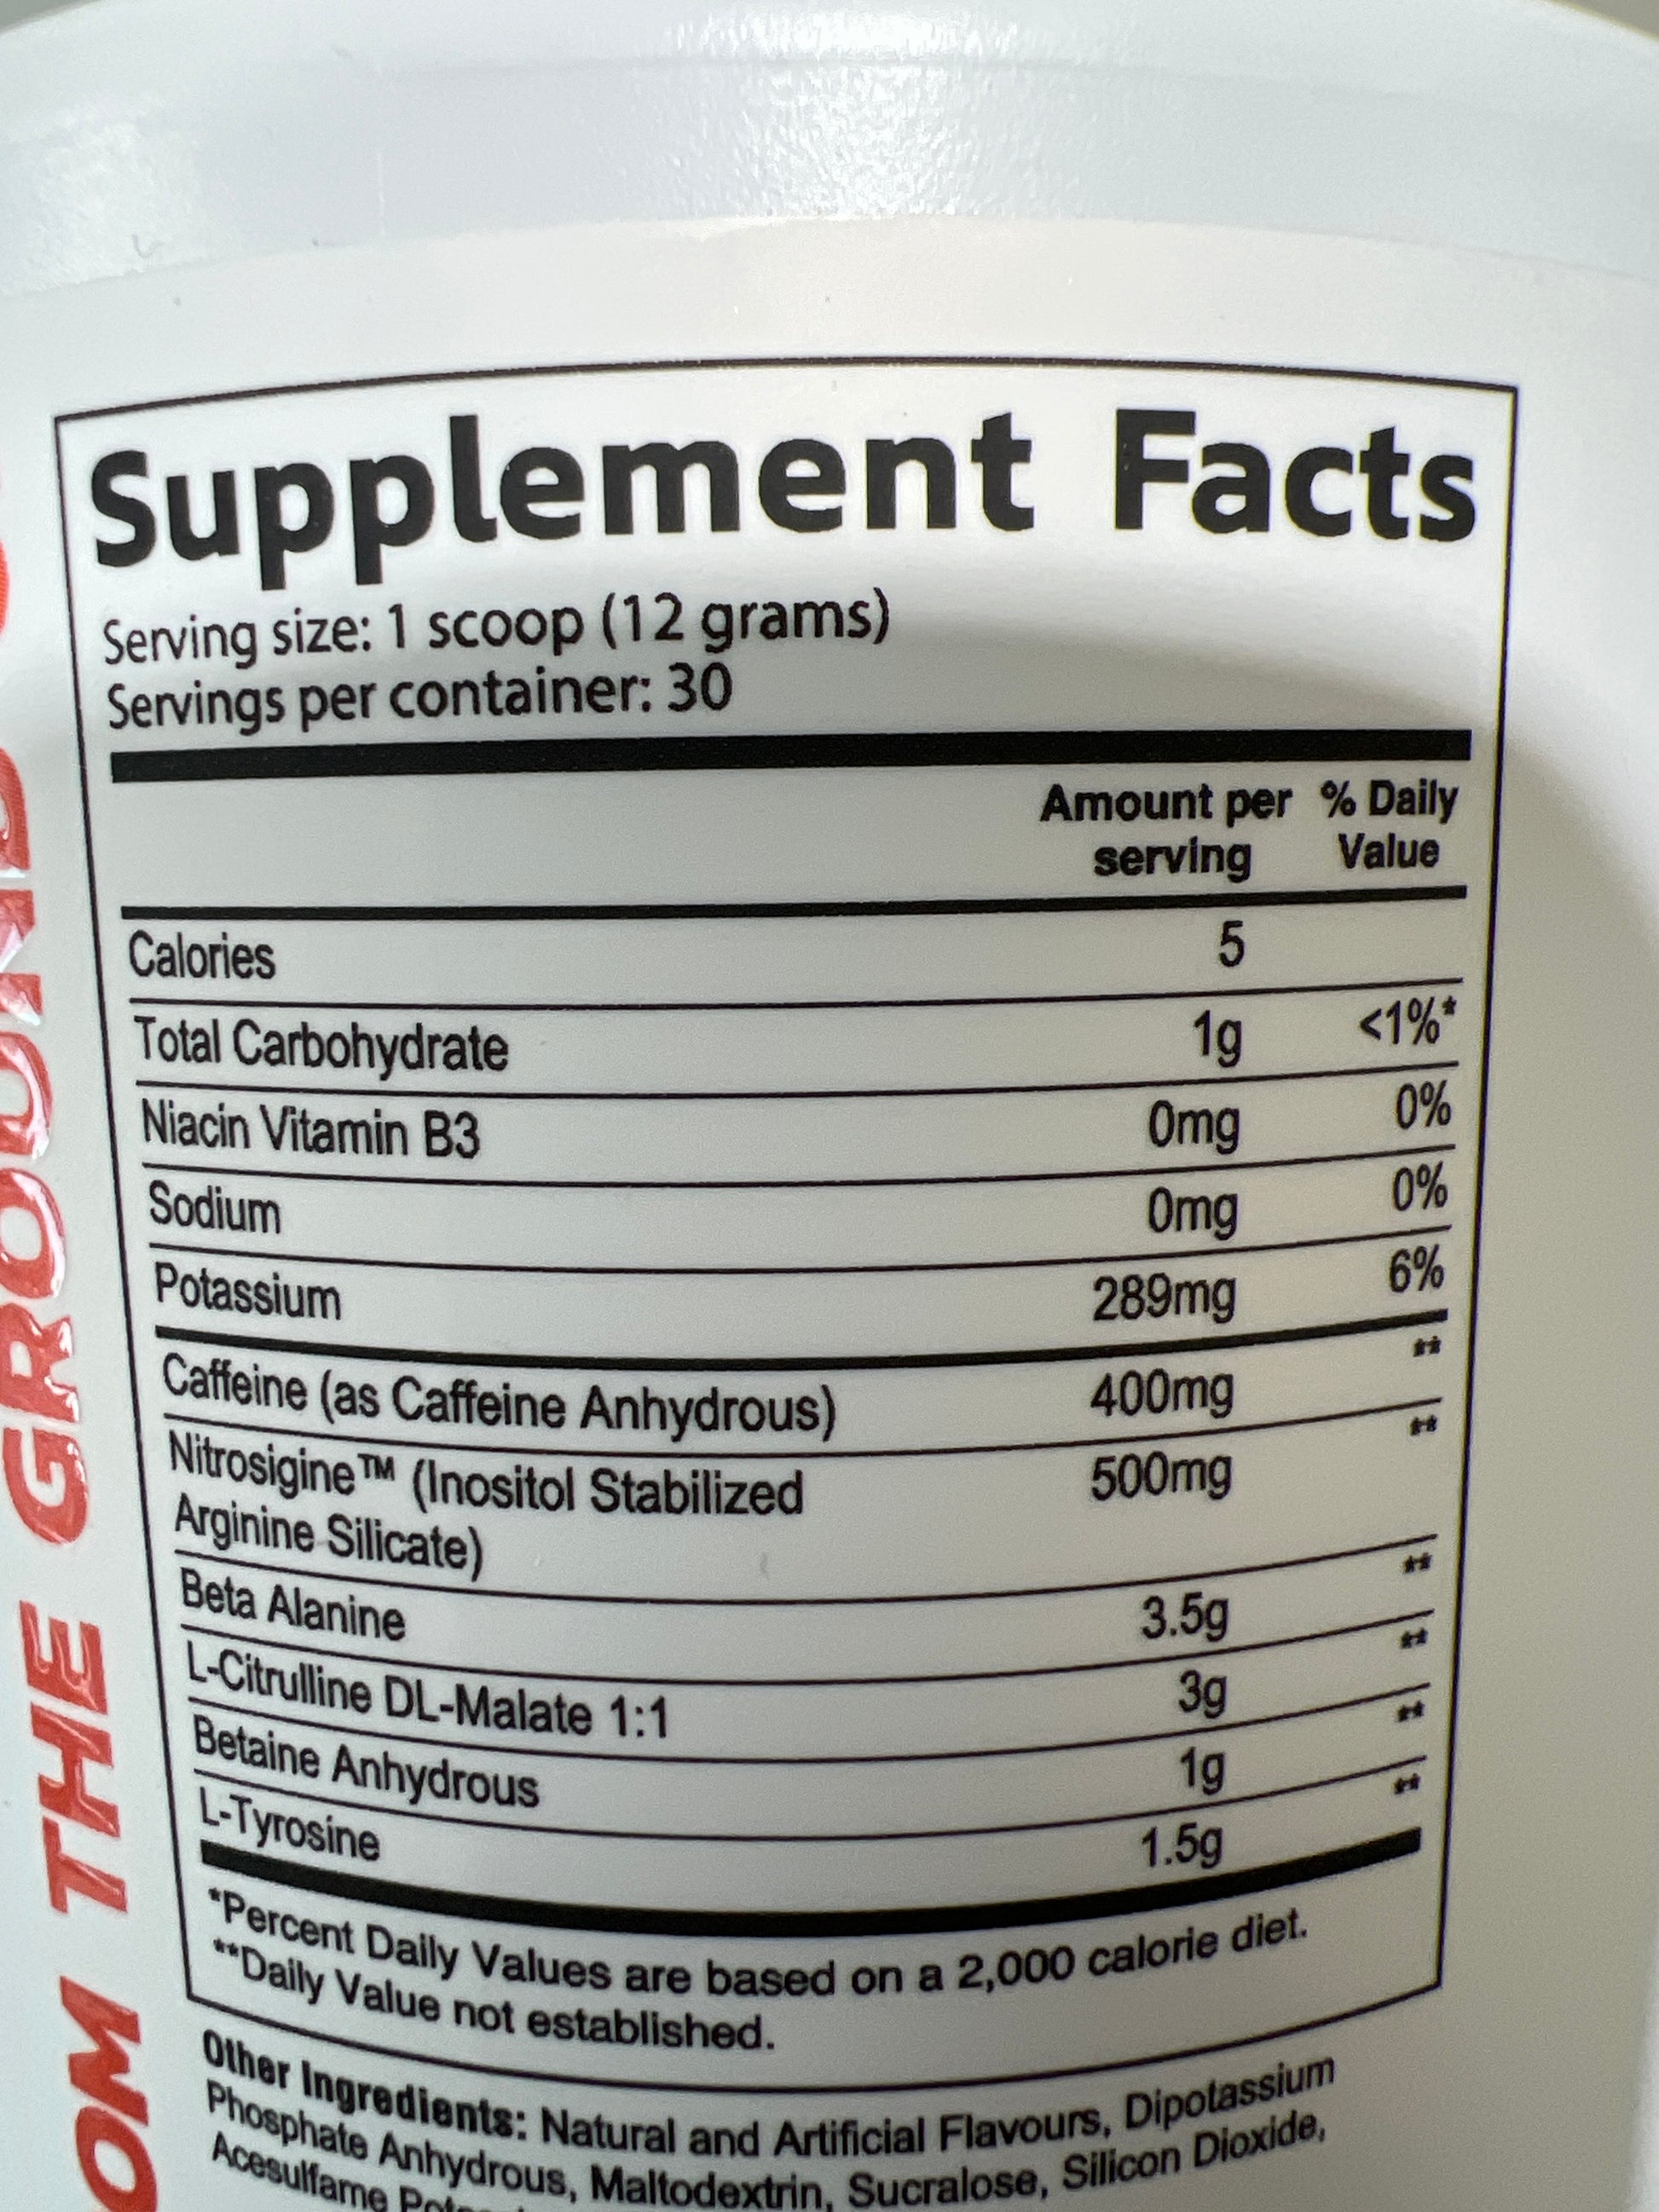 Supplement Facts
Serving size: 1 scoop (12 grams)
Servings per container: 30
Amount per % Daily
serving Value
Calories 5
Total Carbohydrate 1g <1%*
Niacin Vitamin B3 0mg 0%
Sodium 0mg 0%
Potassium 289mg 6%
Caffeine (as Caffeine Anhydrous) 400mg **
Nitrosigine™ (Inositol Stabilized 500mg **
Arginine Silicate)
Beta Alanine 3.5g **
L-Citrulline DL-Malate 1:1 3g **
Betaine Anhydrous 1g **
L-Tyrosine 1.5g **
*Percent Daily Values are based on a 2,000 calorie diet.
**Daily Value not established.
Other Ingredients: Natural and Artificial Flavours, Dipotassium
Phosphate Anhydrous, Maltodextrin, Sucralose, Silicon Dioxide,
Acesulfame
THE GROUND